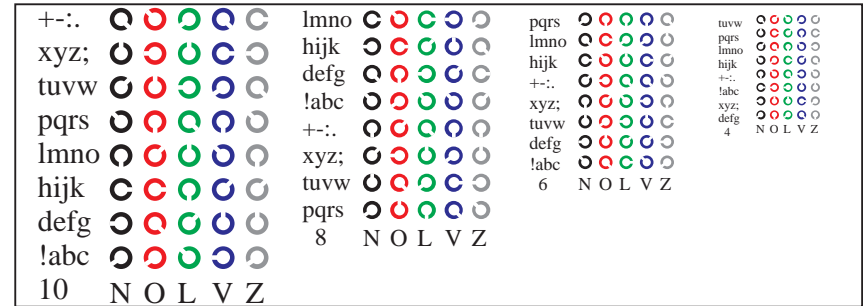 +-:.
xyz;
tuvw
pqrs
lmno
hijk
defg
!abc
10 N O L V Z
lmno
hijk
defg
!abc
+-:.
xyz;
tuvw
pqrs
8 N O L V Z
pqrs
lmno
hijk
+-:.
xyz;
tuvw
defg
!abc
6 N O L V Z
tuvw
pqrs
lmno
hijk
+-:.
!abc
xyz;
defg
4 N O L V Z